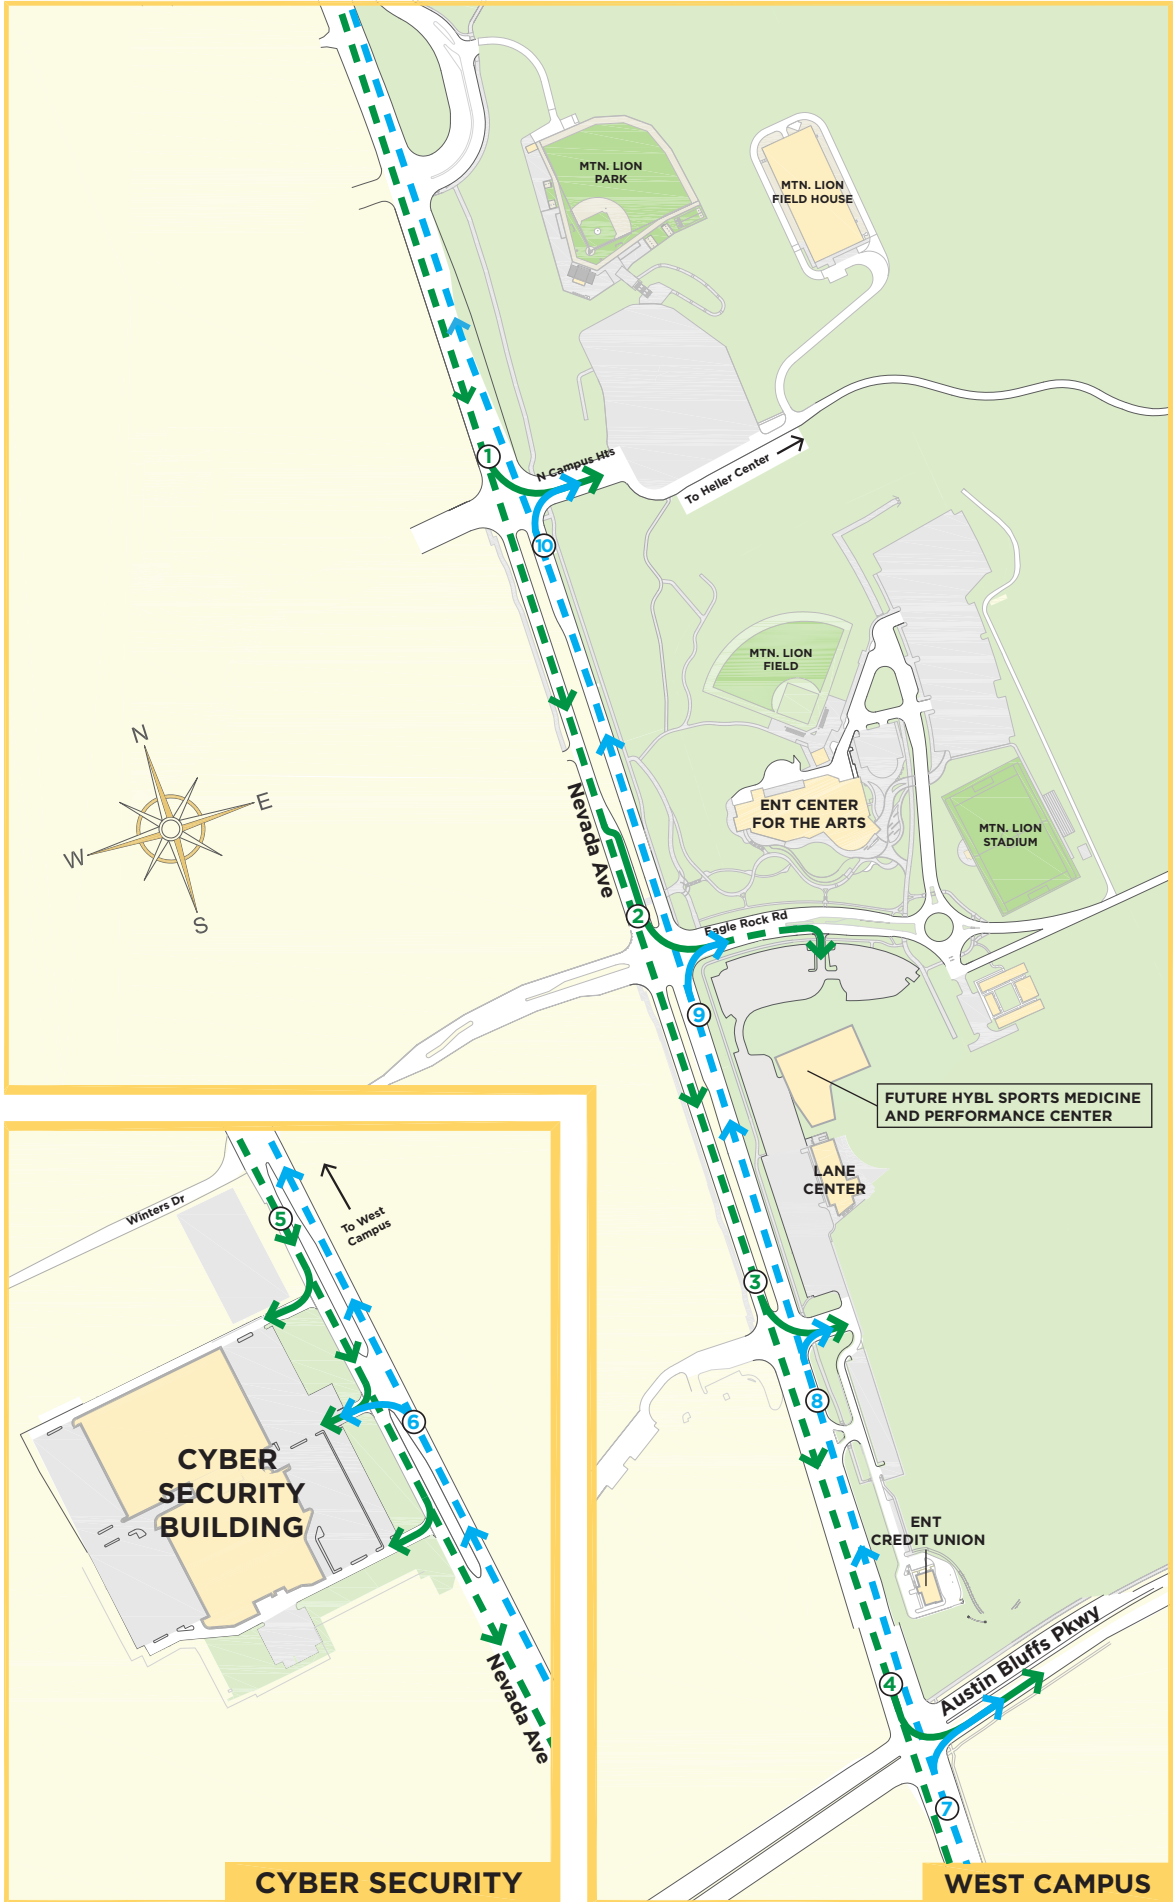 MTN. LION
PARK
MTN. LION
FIELD HOUSE
1
N Campus Hts
To Heller Center
10
MTN. LION
FIELD
N
E
W
S
Nevada Ave
ENT CENTER
FOR THE ARTS
MTN. LION
STADIUM
2
Eagle Rock Rd
9
FUTURE HYBL SPORTS MEDICINE
AND PERFORMANCE CENTER
LANE
CENTER
3
8
ENT
CREDIT UNION
Austin Bluffs Pkwy
4
7
WEST CAMPUS
Winters Dr
5
To West
Campus
6
CYBER
SECURITY
BUILDING
Nevada Ave
CYBER SECURITY